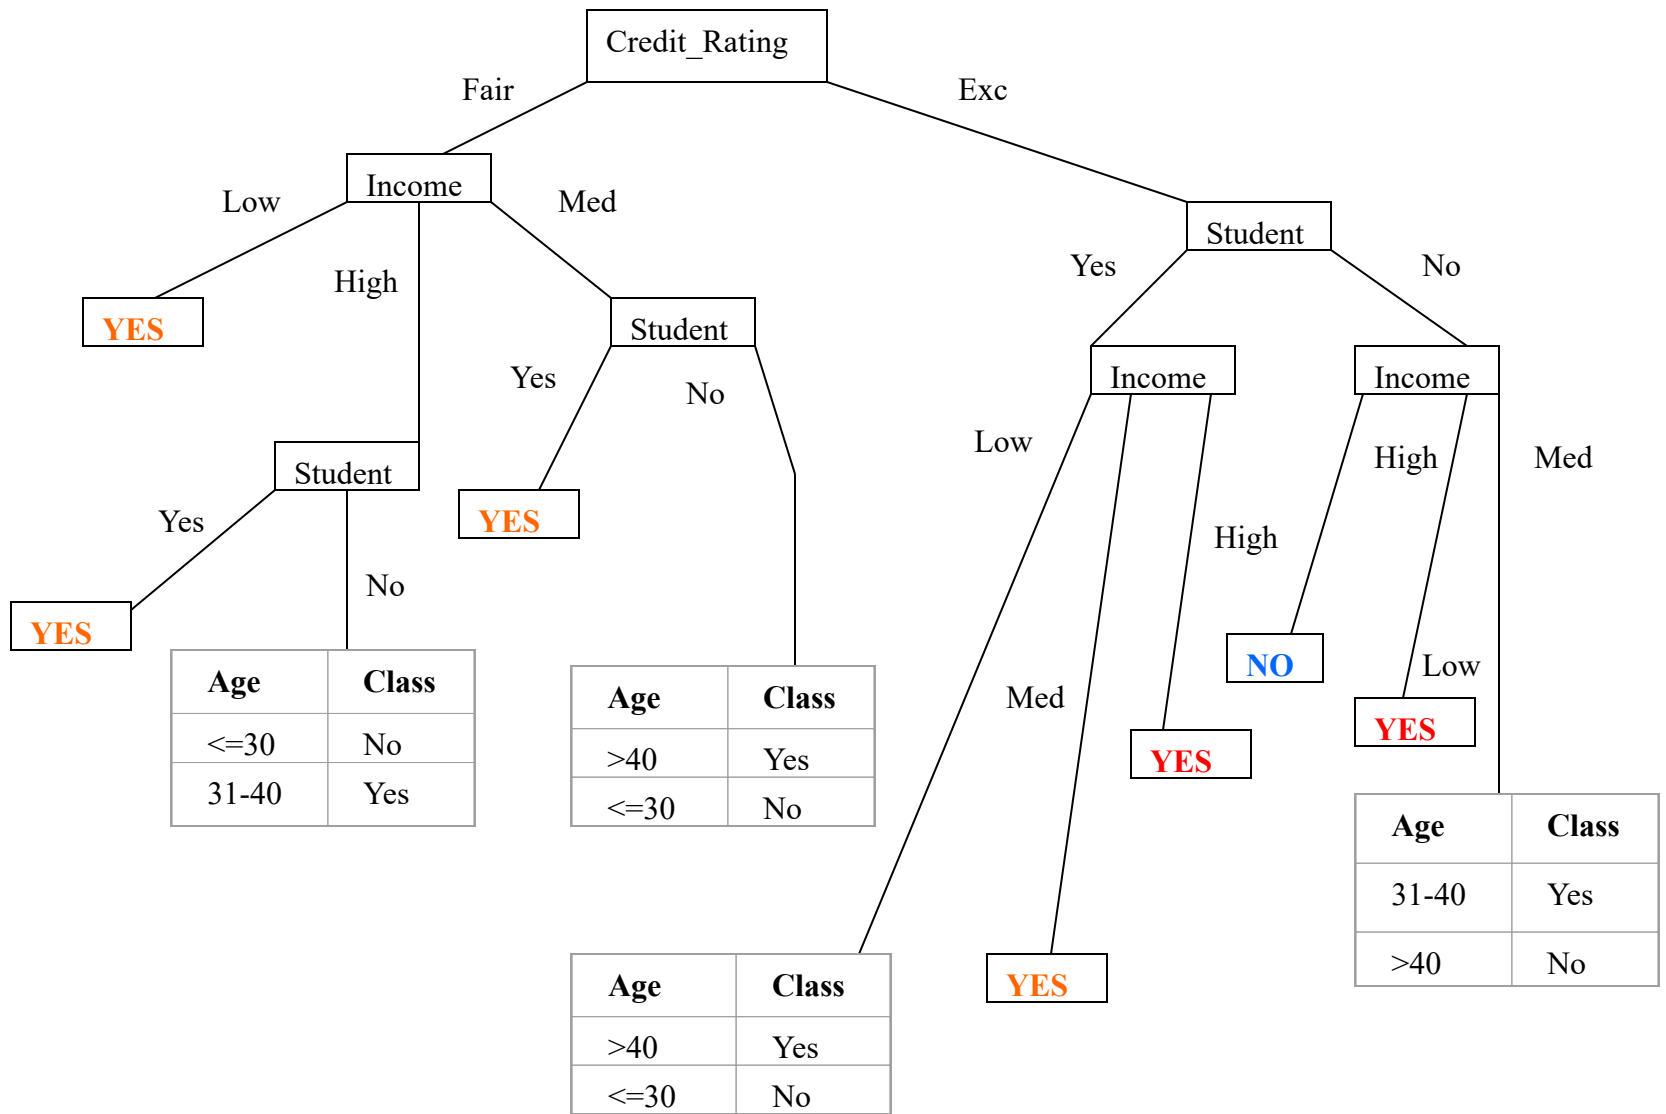 Credit_Rating
Fair
Exc
Income
Low
Med
Student
Yes
No
High
YES
Student
Yes
No
Income
Income
Low
High
Med
Student
YES
Yes
High
No
YES
NO
Low
Med
YES
YES
Age Class
<=30 No
31-40 Yes
Age Class
>40 Yes
<=30 No
Age Class
31-40 Yes
>40 No
YES
Age Class
>40 Yes
<=30 No